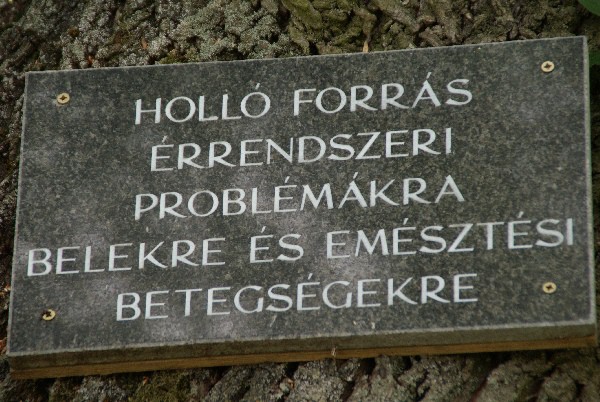 HOLLÓ FORRÁS
ÉRRENDSZERI
PROBLÉMÁKRA
BELEKRE ÉS EMÉSZTÉSI
BETEGSÉGEKRE